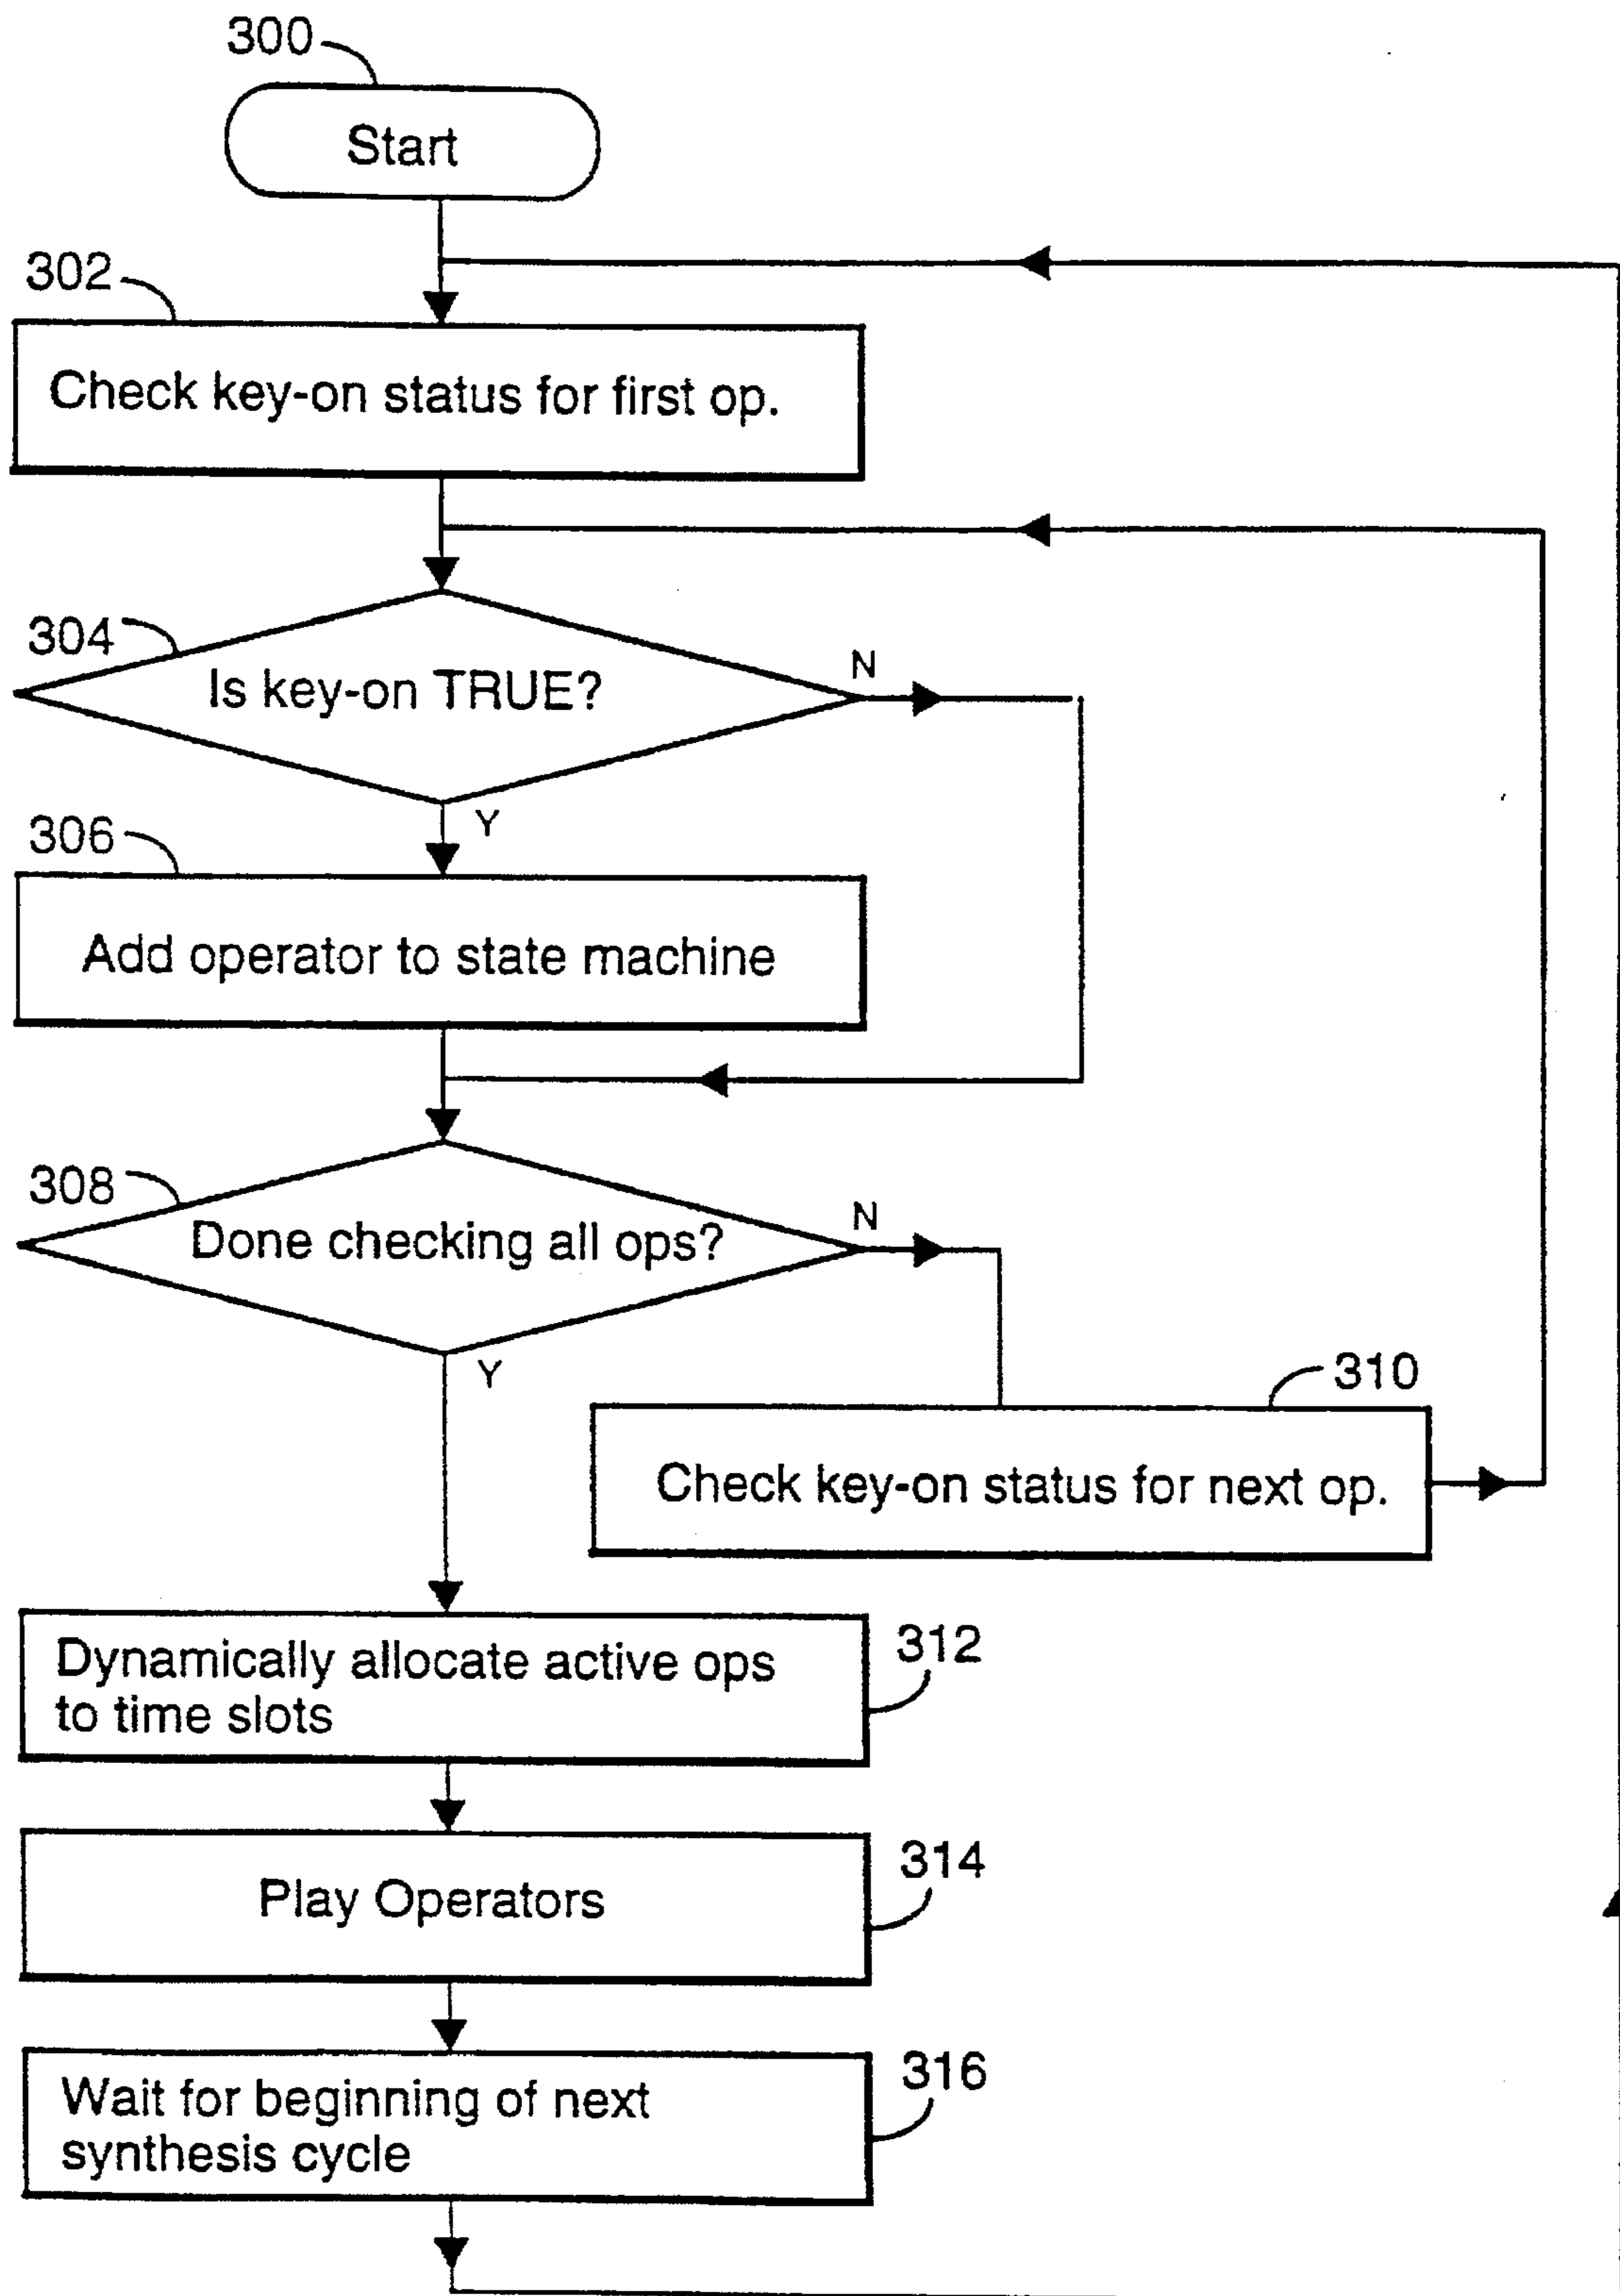 300
Start
302
Check key-on status for first op.
304
Is key-on TRUE?
N
Y
306
Add operator to state machine
308
Done checking all ops?
N
Y
310
Check key-on status for next op.
Dynamically allocate active ops
to time slots
312
Play Operators
314
Wait for beginning of next
synthesis cycle
316